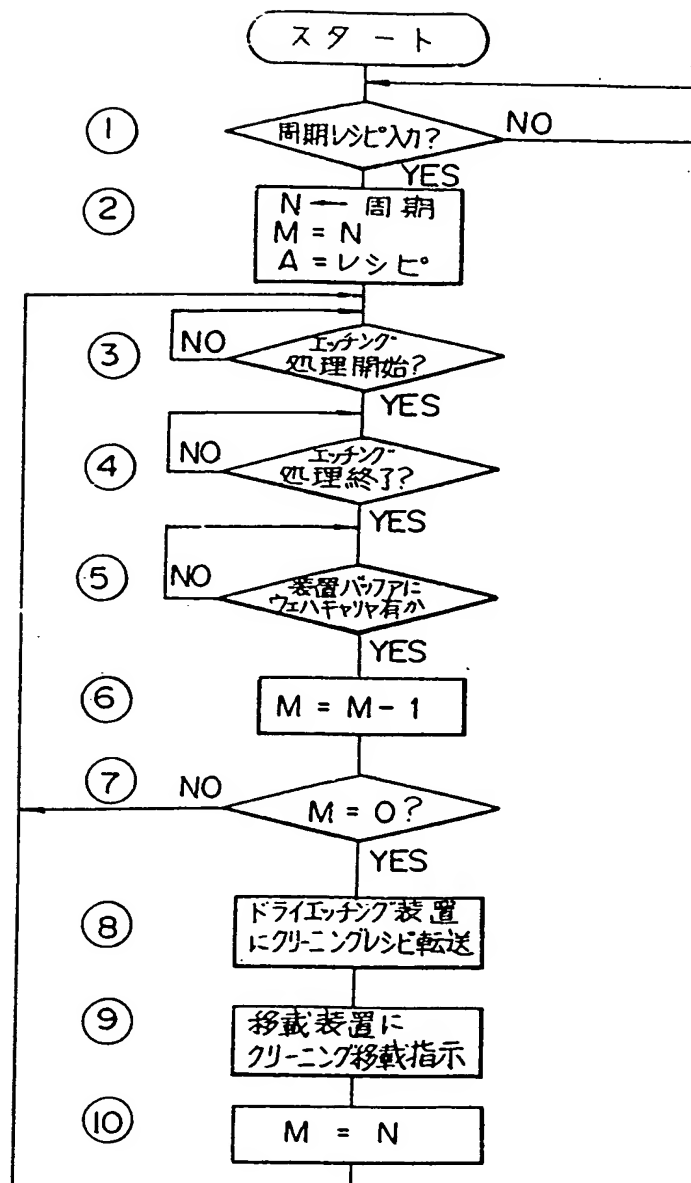 スタート
① 周期レシピ入力? NO
YES
② N ← 周期
M = N
A = レシピ
③ NO エッチング
処理開始?
YES
④ NO エッチング
処理終了?
YES
⑤ NO 装置バッファに
ウェハキャリヤ有か
YES
⑥ M = M - 1
⑦ NO M = 0?
YES
⑧ ドライエッチング装置
にクリーニングレシピ転送
⑨ 移載装置に
クリーニング移載指示
⑩ M = N